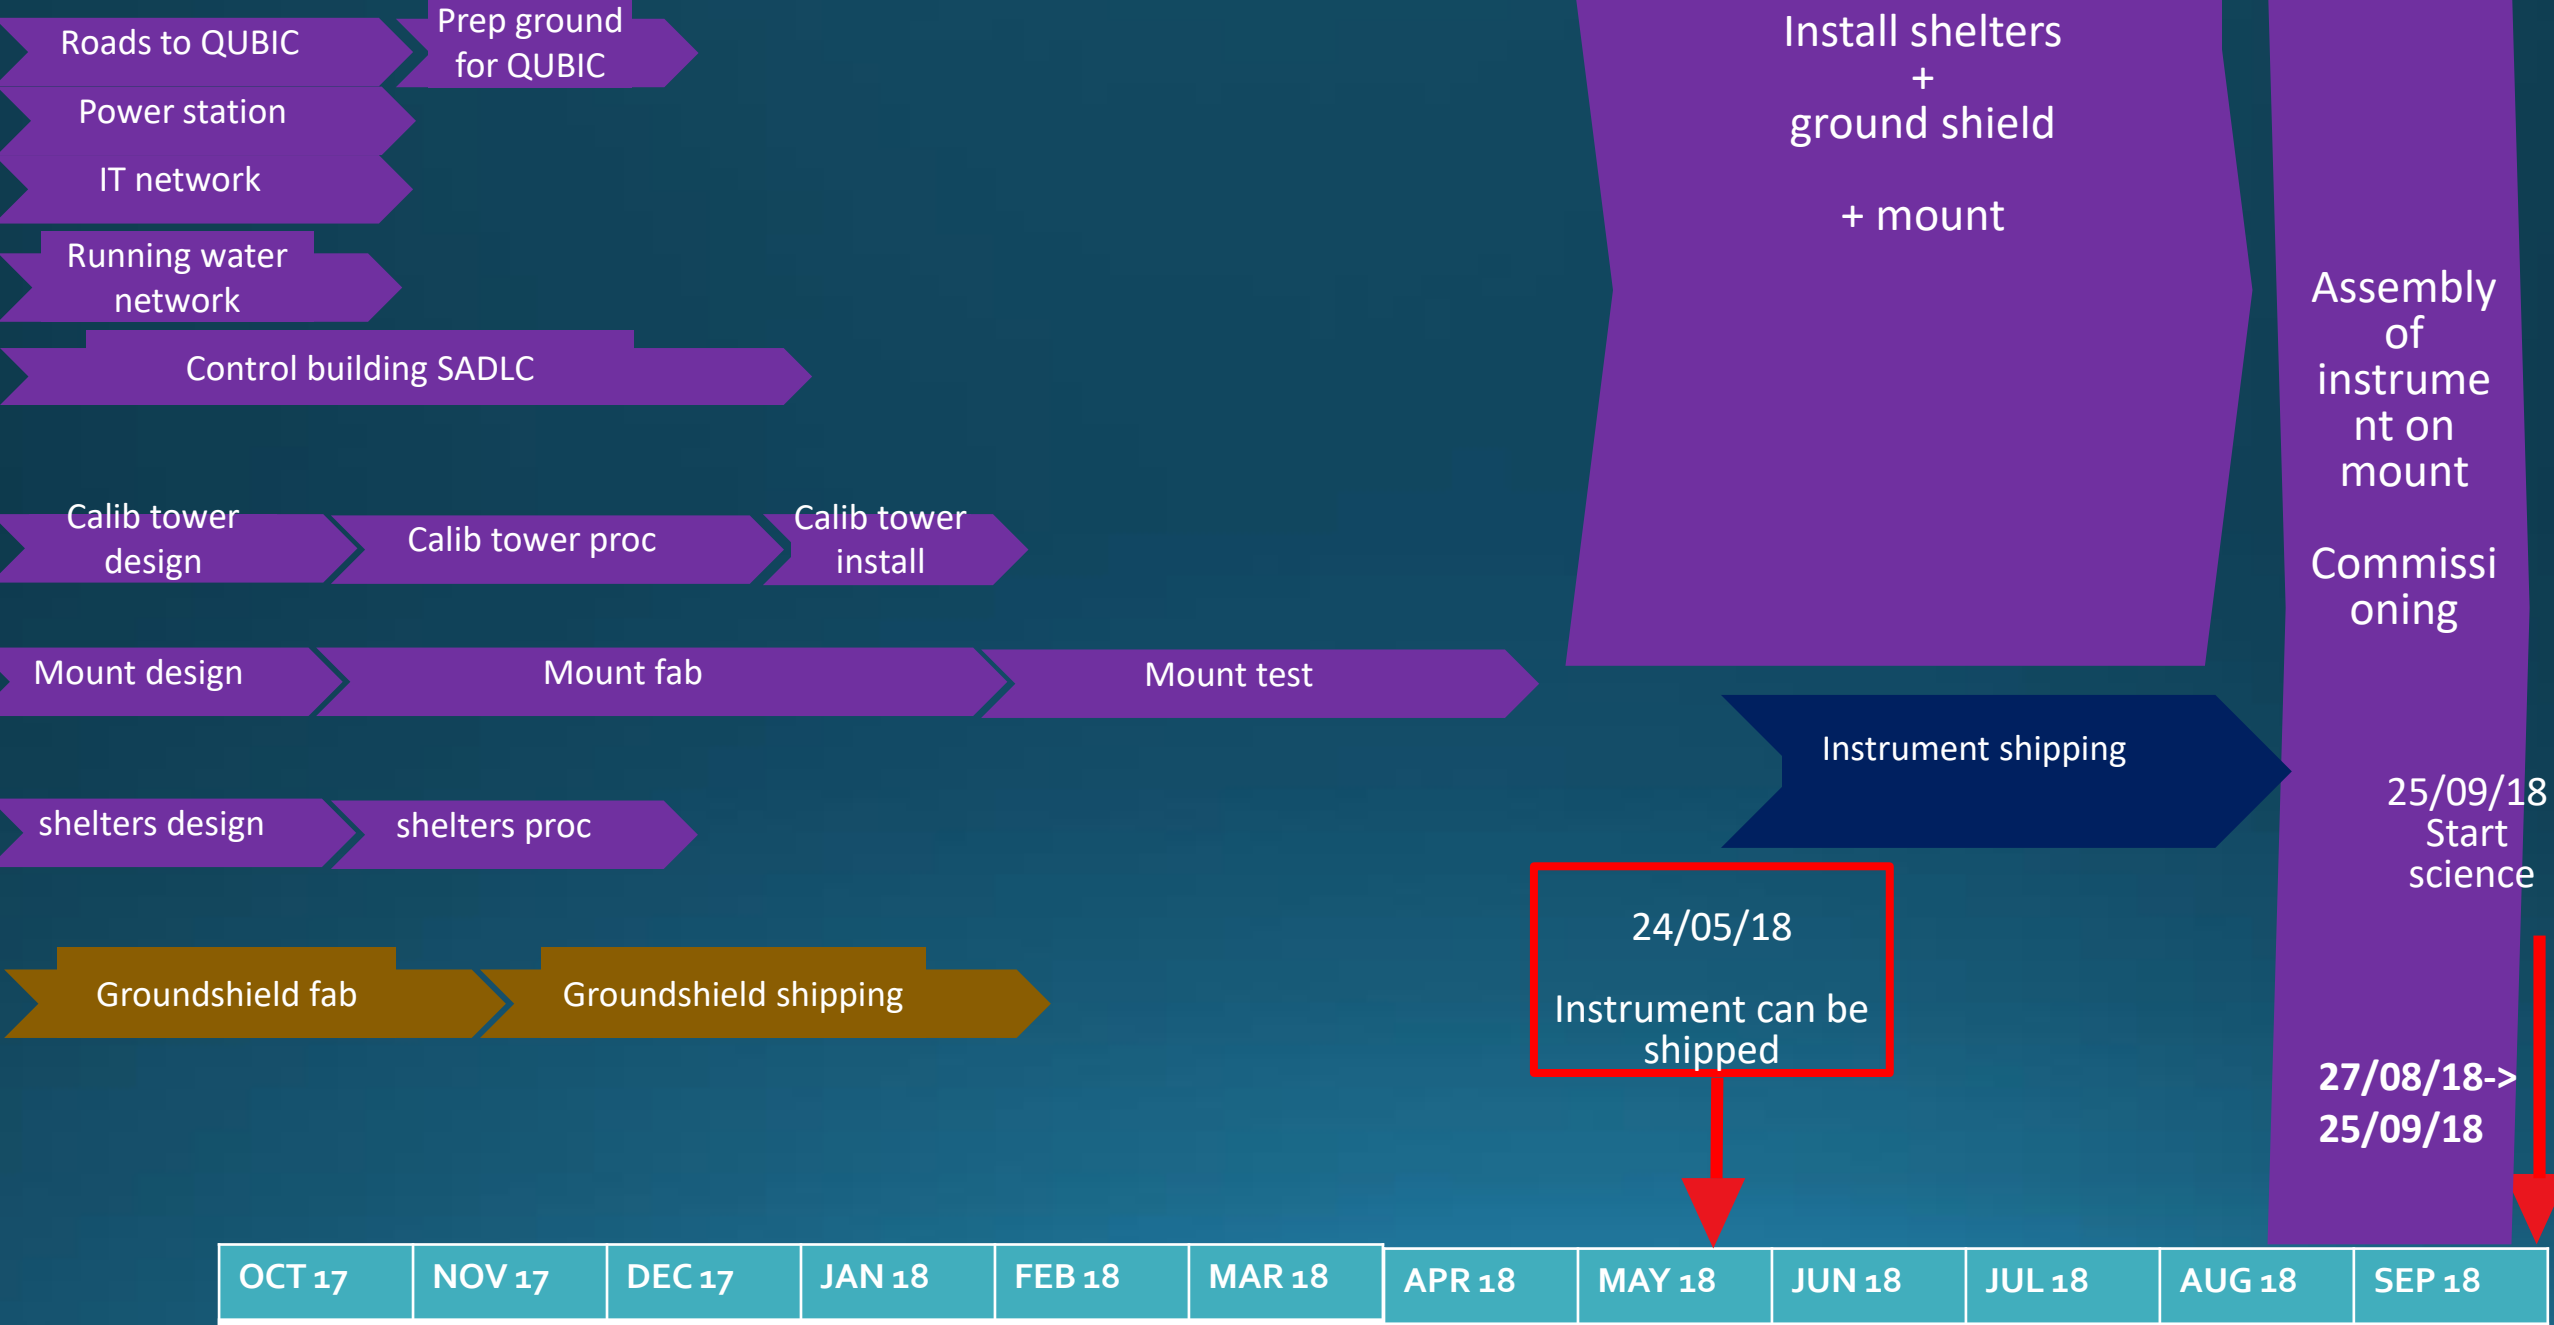 Roads to QUBIC
Prep ground
for QUBIC
Power station
IT network
Running water
network
Control building SADLC
Calib tower
design
Calib tower proc
Calib tower
install
Mount design
Mount fab
Mount test
shelters design
shelters proc
Groundshield fab
Groundshield shipping
Install shelters
+
ground shield
+ mount
Instrument shipping
24/05/18
Instrument can be
shipped
Assembly
of
instrume
nt on
mount
Commissi
oning
25/09/18
Start
science
27/08/18->
25/09/18
OCT 17
NOV 17
DEC 17
JAN 18
FEB 18
MAR 18
APR 18
MAY 18
JUN 18
JUL 18
AUG 18
SEP 18